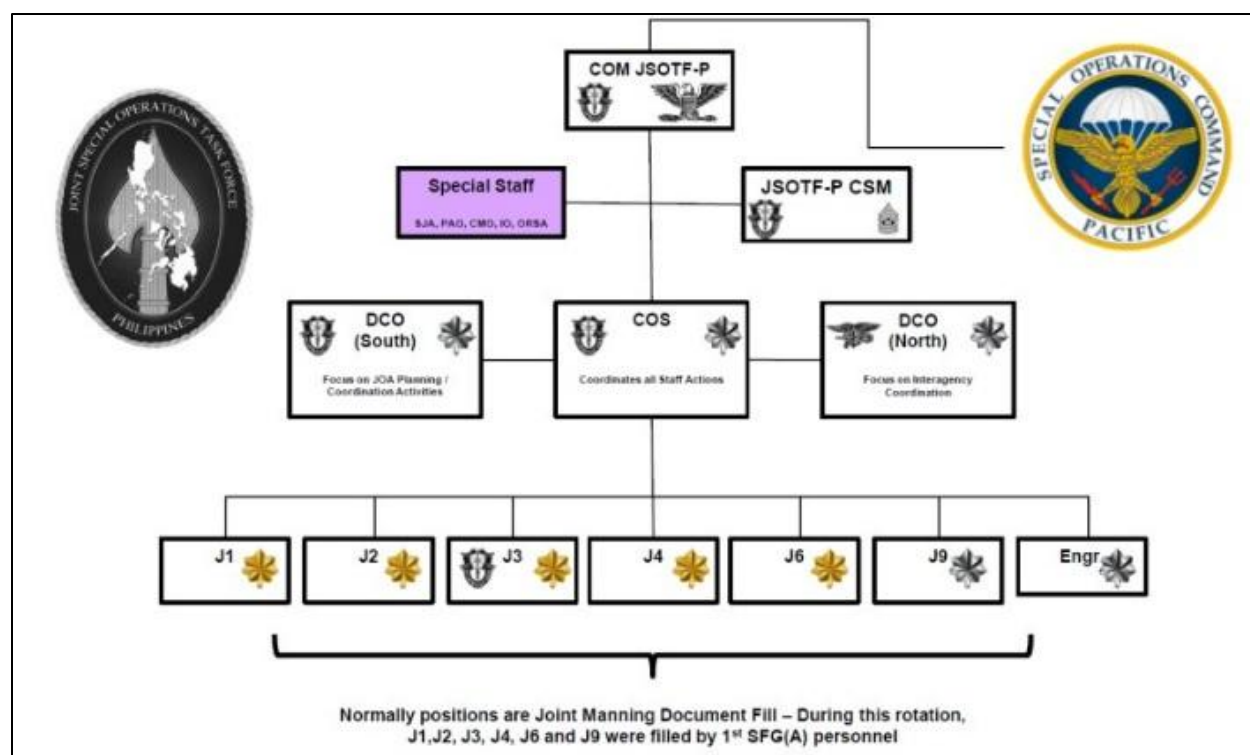 COM JSOTF-P
JOINT SPECIAL OPERATIONS TASK FORCE
PHILIPPINES
SPECIAL OPERATIONS COMMAND
PACIFIC
Special Staff
SJA, PAO, CMO, IO, ORSA
JSOTF-P CSM
DCO
(South)
Focus on JOA Planning /
Coordination Activities
COS
Coordinates all Staff Actions
DCO
(North)
Focus on Interagency
Coordination
J1
J2
J3
J4
J6
J9
Engr
Normally positions are Joint Manning Document Fill – During this rotation,
J1,J2, J3, J4, J6 and J9 were filled by 1st SFG(A) personnel